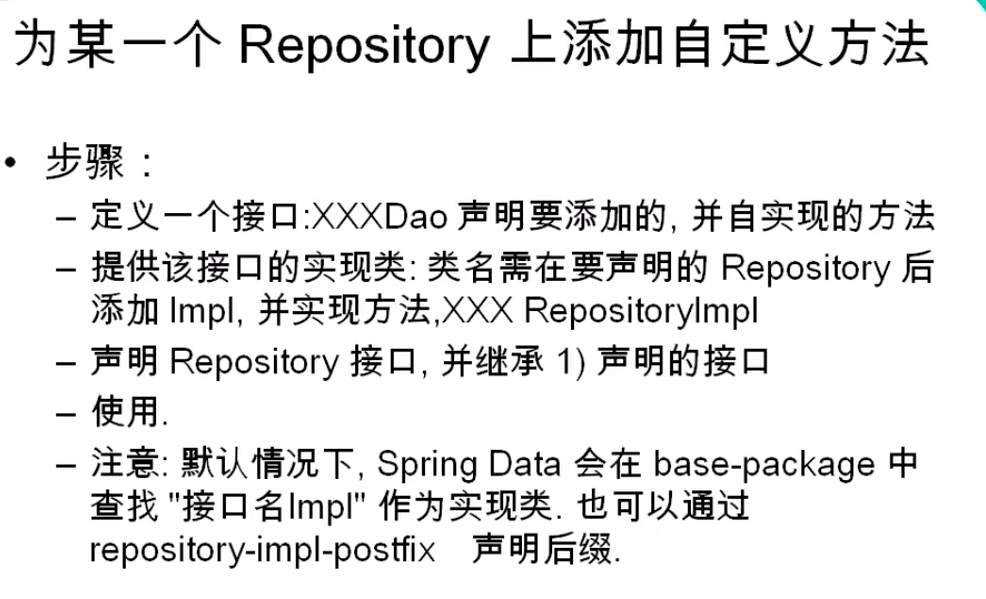 为某一个 Repository 上添加自定义方法
• 步骤：
– 定义一个接口:XXXDao 声明要添加的, 并自实现的方法
– 提供该接口的实现类: 类名需在要声明的 Repository 后
添加 Impl, 并实现方法,XXX RepositoryImpl
– 声明 Repository 接口, 并继承 1) 声明的接口
– 使用.
– 注意: 默认情况下, Spring Data 会在 base-package 中
查找 "接口名Impl" 作为实现类. 也可以通过
repository-impl-postfix 声明后缀.